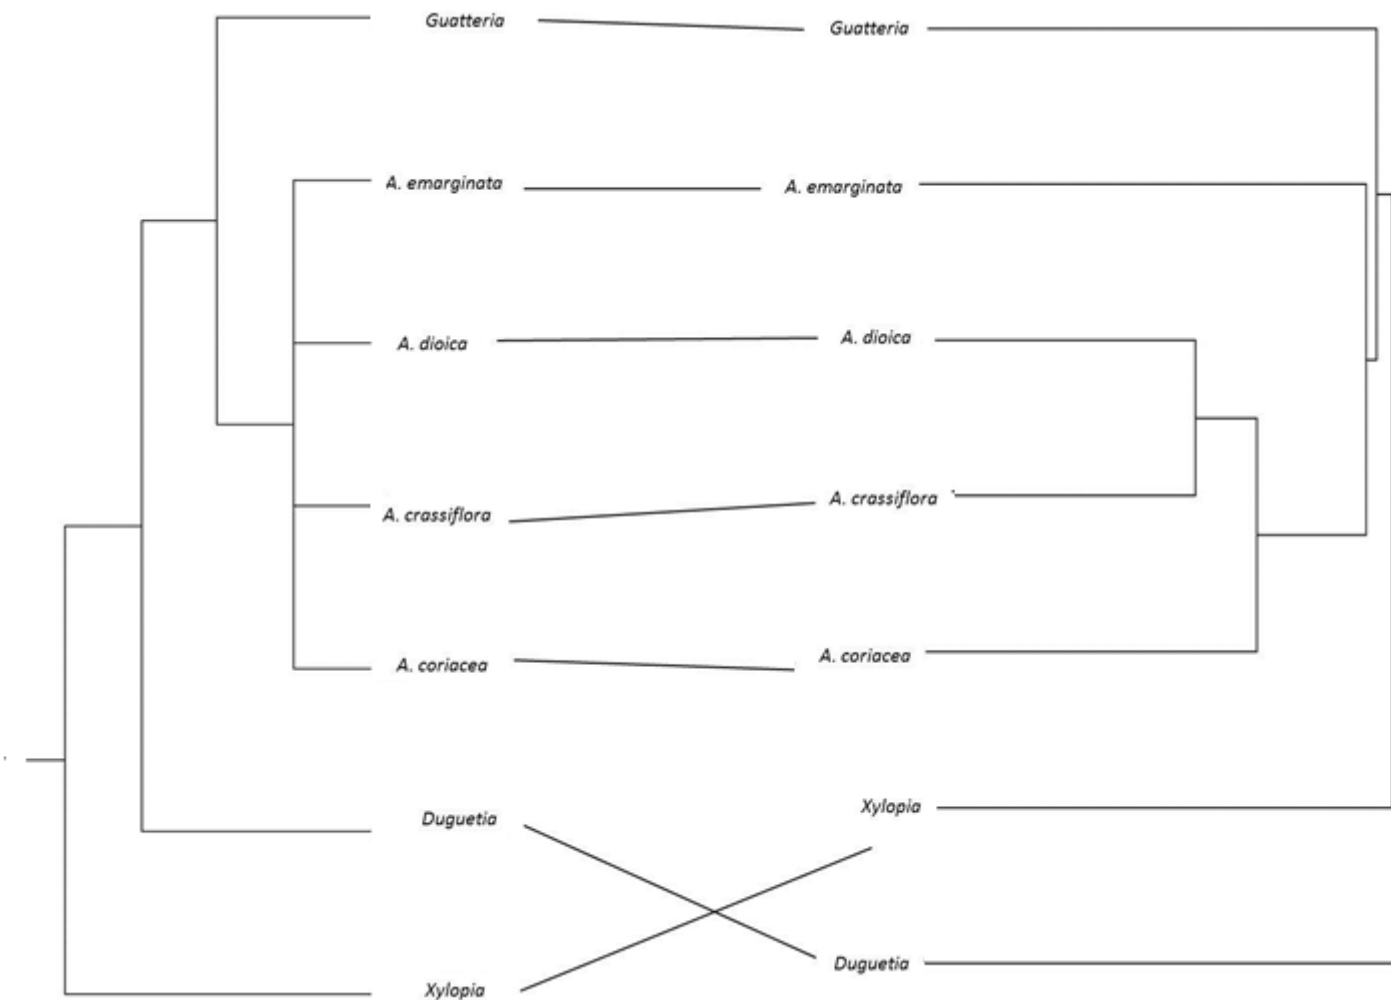 Guatteria
Guatteria
A. emarginata
A. emarginata
A. dioica
A. dioica
A. crassiflora
A. crassiflora
A. coriacea
A. coriacea
Duguetia
Xylopia
Xylopia
Duguetia